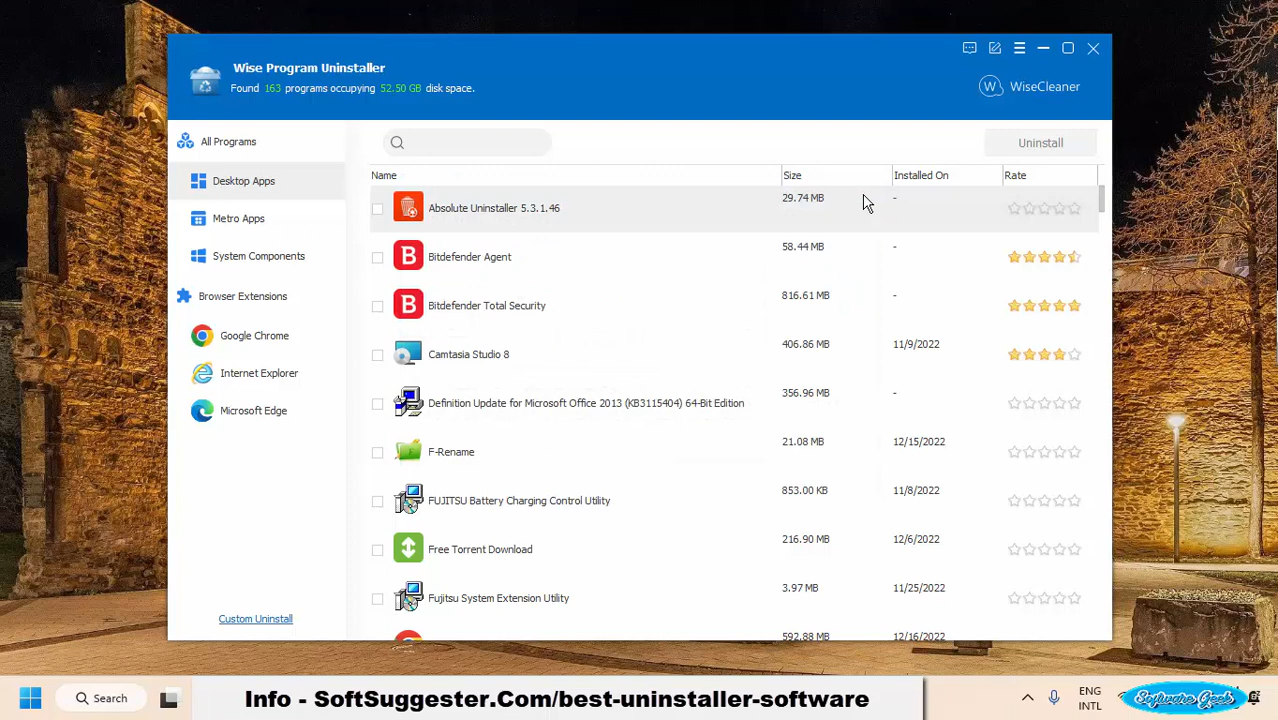 Wise Program Uninstaller
Found 163 programs occupying 52.50 GB disk space.
W WiseCleaner
All Programs
Desktop Apps
Metro Apps
System Components
Browser Extensions
Google Chrome
Internet Explorer
Microsoft Edge
Custom Uninstall
Uninstall
Name Size Installed On Rate
Absolute Uninstaller 5.3.1.46 29.74 MB -
B Bitdefender Agent 58.44 MB -
B Bitdefender Total Security 816.61 MB -
Camtasia Studio 8 406.86 MB 11/9/2022
Definition Update for Microsoft Office 2013 (KB3115404) 64-Bit Edition 356.96 MB -
F-Rename 21.08 MB 12/15/2022
FUJITSU Battery Charging Control Utility 853.00 KB 11/8/2022
Free Torrent Download 216.90 MB 12/6/2022
Fujitsu System Extension Utility 3.97 MB 11/25/2022
592.88 MB 12/16/2022
Search
Info - SoftSuggester.Com/best-uninstaller-software
ENG
INTL
Software Geek